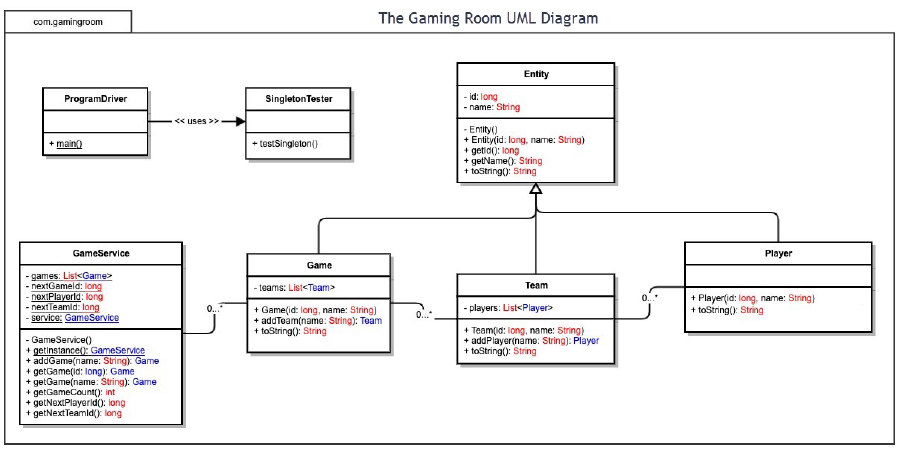 The Gaming Room UML Diagram
com.gamingroom
ProgramDriver
+ main()
<< uses >>
SingletonTester
+ testSingleton()
Entity
- id: long
- name: String
- Entity()
+ Entity(id: long, name: String)
+ getId(): long
+ getName(): String
+ toString(): String
GameService
- games: List<Game>
- nextGameId: long
- nextPlayerId: long
- nextTeamId: long
- service: GameService
- GameService()
+ getInstance(): GameService
+ addGame(name: String): Game
+ getGame(id: long): Game
+ getGame(name: String): Game
+ getGameCount(): int
+ getNextPlayerId(): long
+ getNextTeamId(): long
0...*
Game
- teams: List<Team>
+ Game(id: long, name: String)
+ addTeam(name: String): Team
+ toString(): String
0...*
Team
- players: List<Player>
+ Team(id: long, name: String)
+ addPlayer(name: String): Player
+ toString(): String
0...*
Player
+ Player(id: long, name: String)
+ toString(): String